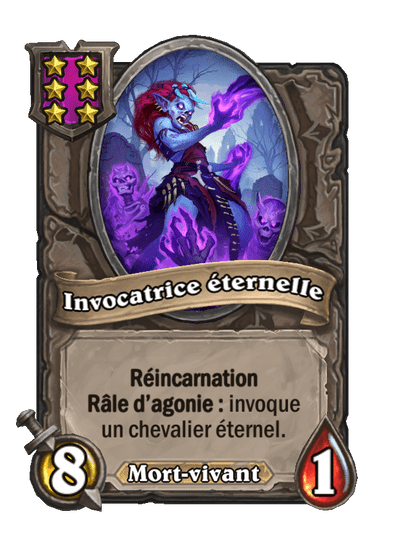 Invocatrice éternelle
Réincarnation
Râle d’agonie : invoque
un chevalier éternel.
8
Mort-vivant
1